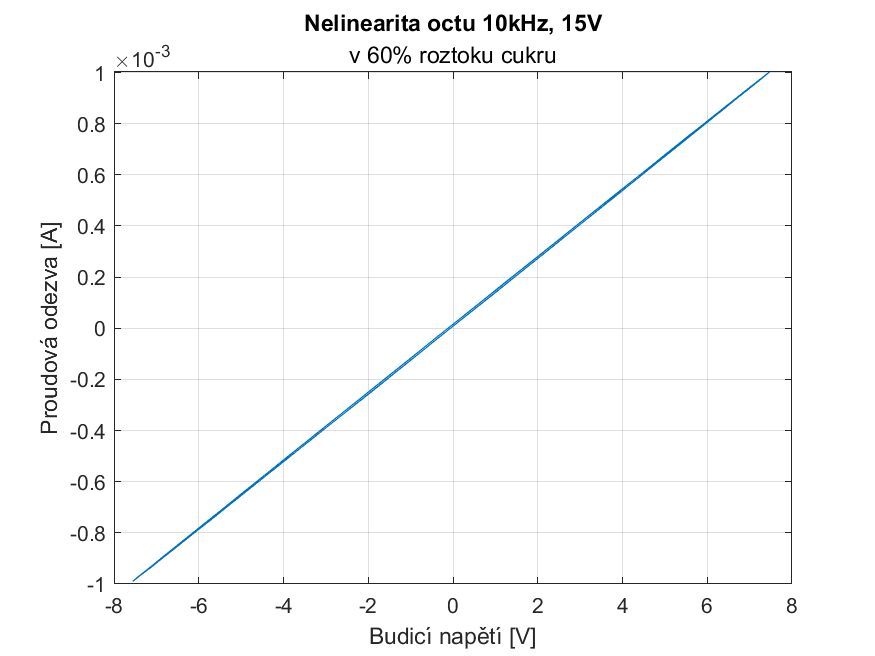 Nelinearita octu 10kHz, 15V
v 60% roztoku cukru
×10-3
1
0.8
0.6
0.4
0.2
0
-0.2
-0.4
-0.6
-0.8
-1
Proudová odezva [A]
-8 -6 -4 -2 0 2 4 6 8
Budicí napětí [V]